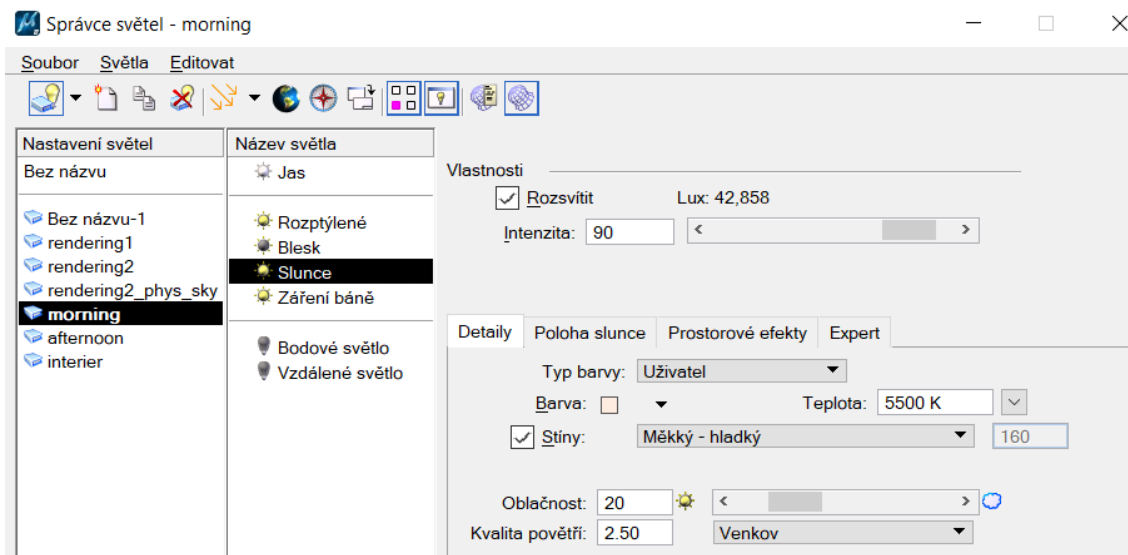 Správce světel - morning
Soubor Světla Editovat
Nastavení světel
Bez názvu
Bez názvu-1
rendering1
rendering2
rendering2_phys_sky
morning
afternoon
interier
Název světla
Jas
Rozptýlené
Blesk
Slunce
Záření báně
Bodové světlo
Vzdálené světlo
Vlastnosti
Rozsvítit Lux: 42,858
Intenzita: 90
Detaily Poloha slunce Prostorové efekty Expert
Typ barvy: Uživatel
Barva: Teplota: 5500 K
Stíny: Měkký - hladký 160
Oblačnost: 20
Kvalita povětří: 2.50 Venkov